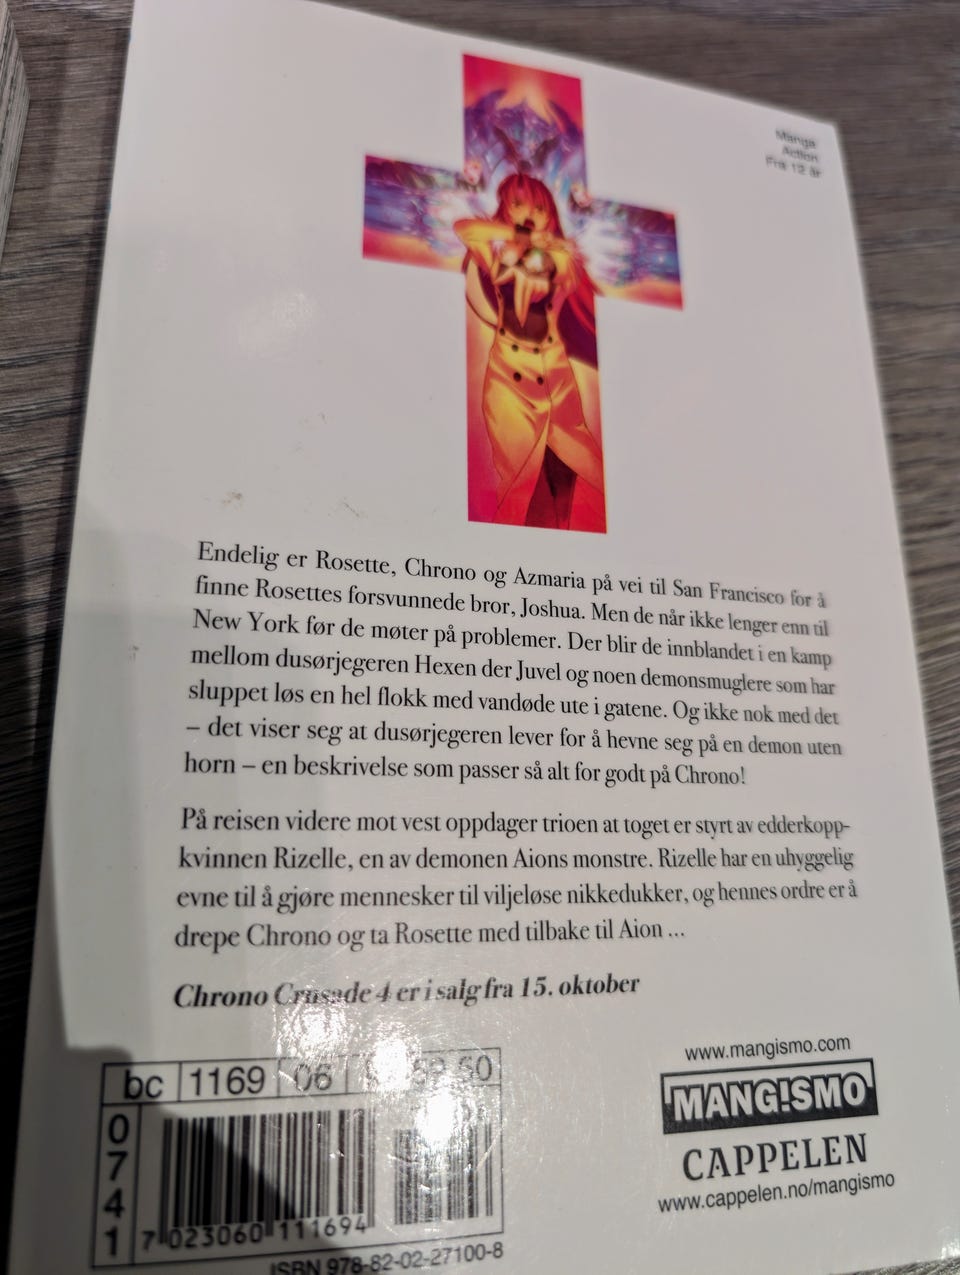 Manga
Action
Fra 12 år
Endelig er Rosette, Chrono og Azmaria på vei til San Francisco for å
finne Rosettes forsvunnede bror, Joshua. Men de når ikke lenger enn til
New York før de møter på problemer. Der blir de innblandet i en kamp
mellom dusørjegeren Hexen der Juvel og noen demonsmuglere som har
sluppet løs en hel flokk med vandøde ute i gatene. Og ikke nok med det
– det viser seg at dusørjegeren lever for å hevne seg på en demon uten
horn – en beskrivelse som passer så alt for godt på Chrono!
På reisen videre mot vest oppdager trioen at toget er styrt av edderkopp-
kvinnen Rizelle, en av demonen Aions monstre. Rizelle har en uhyggelig
evne til å gjøre mennesker til viljeløse nikkedukker, og hennes ordre er å
drepe Chrono og ta Rosette med tilbake til Aion ...
Chrono Crusade 4 er i salg fra 15. oktober
www.mangismo.com
MANG!SMO
CAPPELEN
www.cappelen.no/mangismo
bc 1169 06
0741
7 023060 111694
ISBN 978-82-02-27100-8